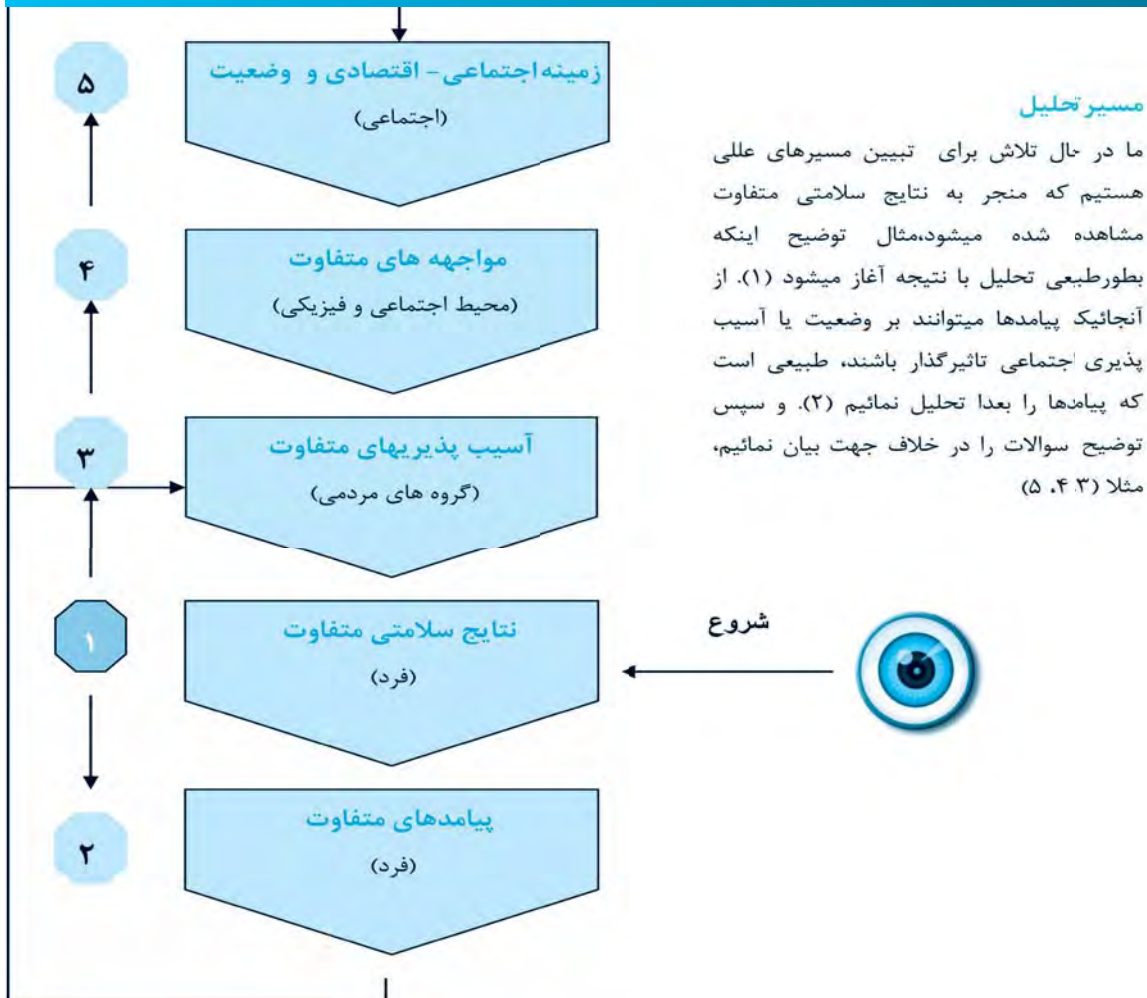 ۵
زمینه اجتماعی - اقتصادی و وضعیت
(اجتماعی)
مسیر تحلیل
ما در حال تلاش برای تبیین مسیرهای عللی
هستیم که منجر به نتایج سلامتی متفاوت
مشاهده شده میشود،مثال توضیح اینکه
بطورطبیعی تحلیل با نتیجه آغاز میشود (۱). از
آنجائیک پیامدها میتوانند بر وضعیت یا آسیب
پذیری اجتماعی تاثیرگذار باشند، طبیعی است
که پیامدها را بعدا تحلیل نمائیم (۲). و سپس
توضیح سوالات را در خلاف جهت بیان نمائیم،
مثلا (۳ ،۴ ،۵)
۴
مواجهه های متفاوت
(محیط اجتماعی و فیزیکی)
۳
آسیب پذیریهای متفاوت
(گروه های مردمی)
۱
نتایج سلامتی متفاوت
(فرد)
شروع
۲
پیامدهای متفاوت
(فرد)